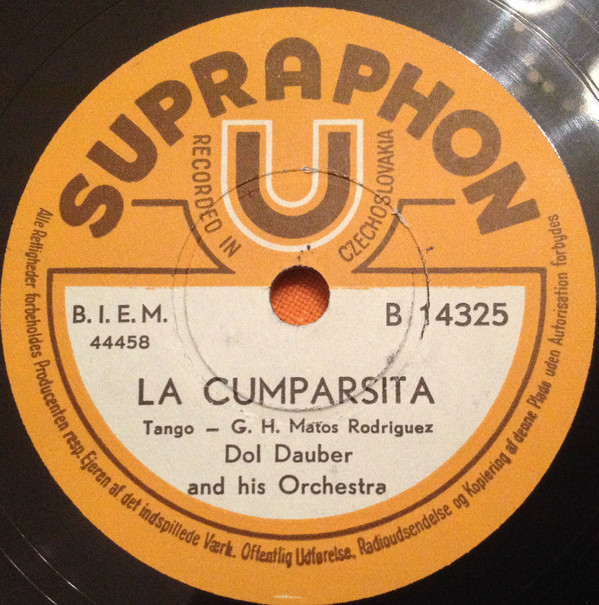 SUPRAPHON
U
RECORDED IN
CZECHOSLOVAKIA
B. I. E. M.
44458
B 14325
LA CUMPARSITA
Tango – G. H. Matos Rodriguez
Dol Dauber
and his Orchestra
Alle Rettigheder forbeholdes Producenten resp. Ejeren af det indspillede Værk. Offentlig Udførelse, Radioudsendelse og Kopiering af denne Plade uden Autorisation forbydes